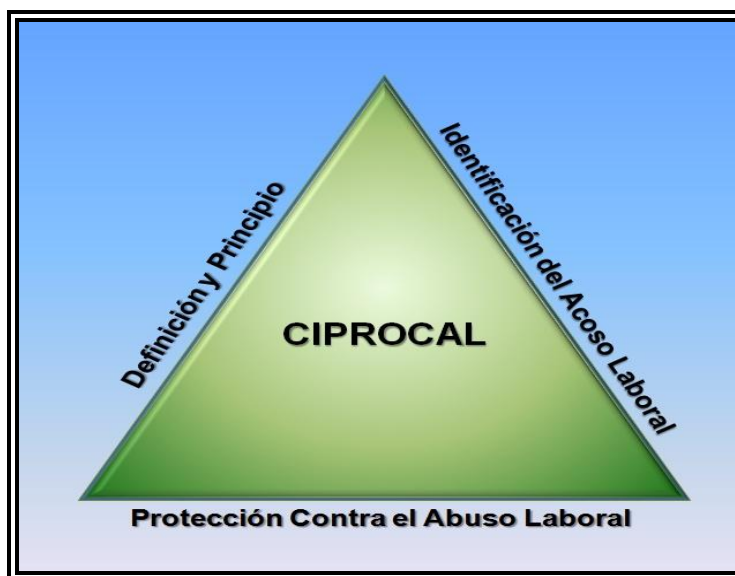 Definición y Principio
Identificación del Acoso Laboral
CIPROCAL
Protección Contra el Abuso Laboral